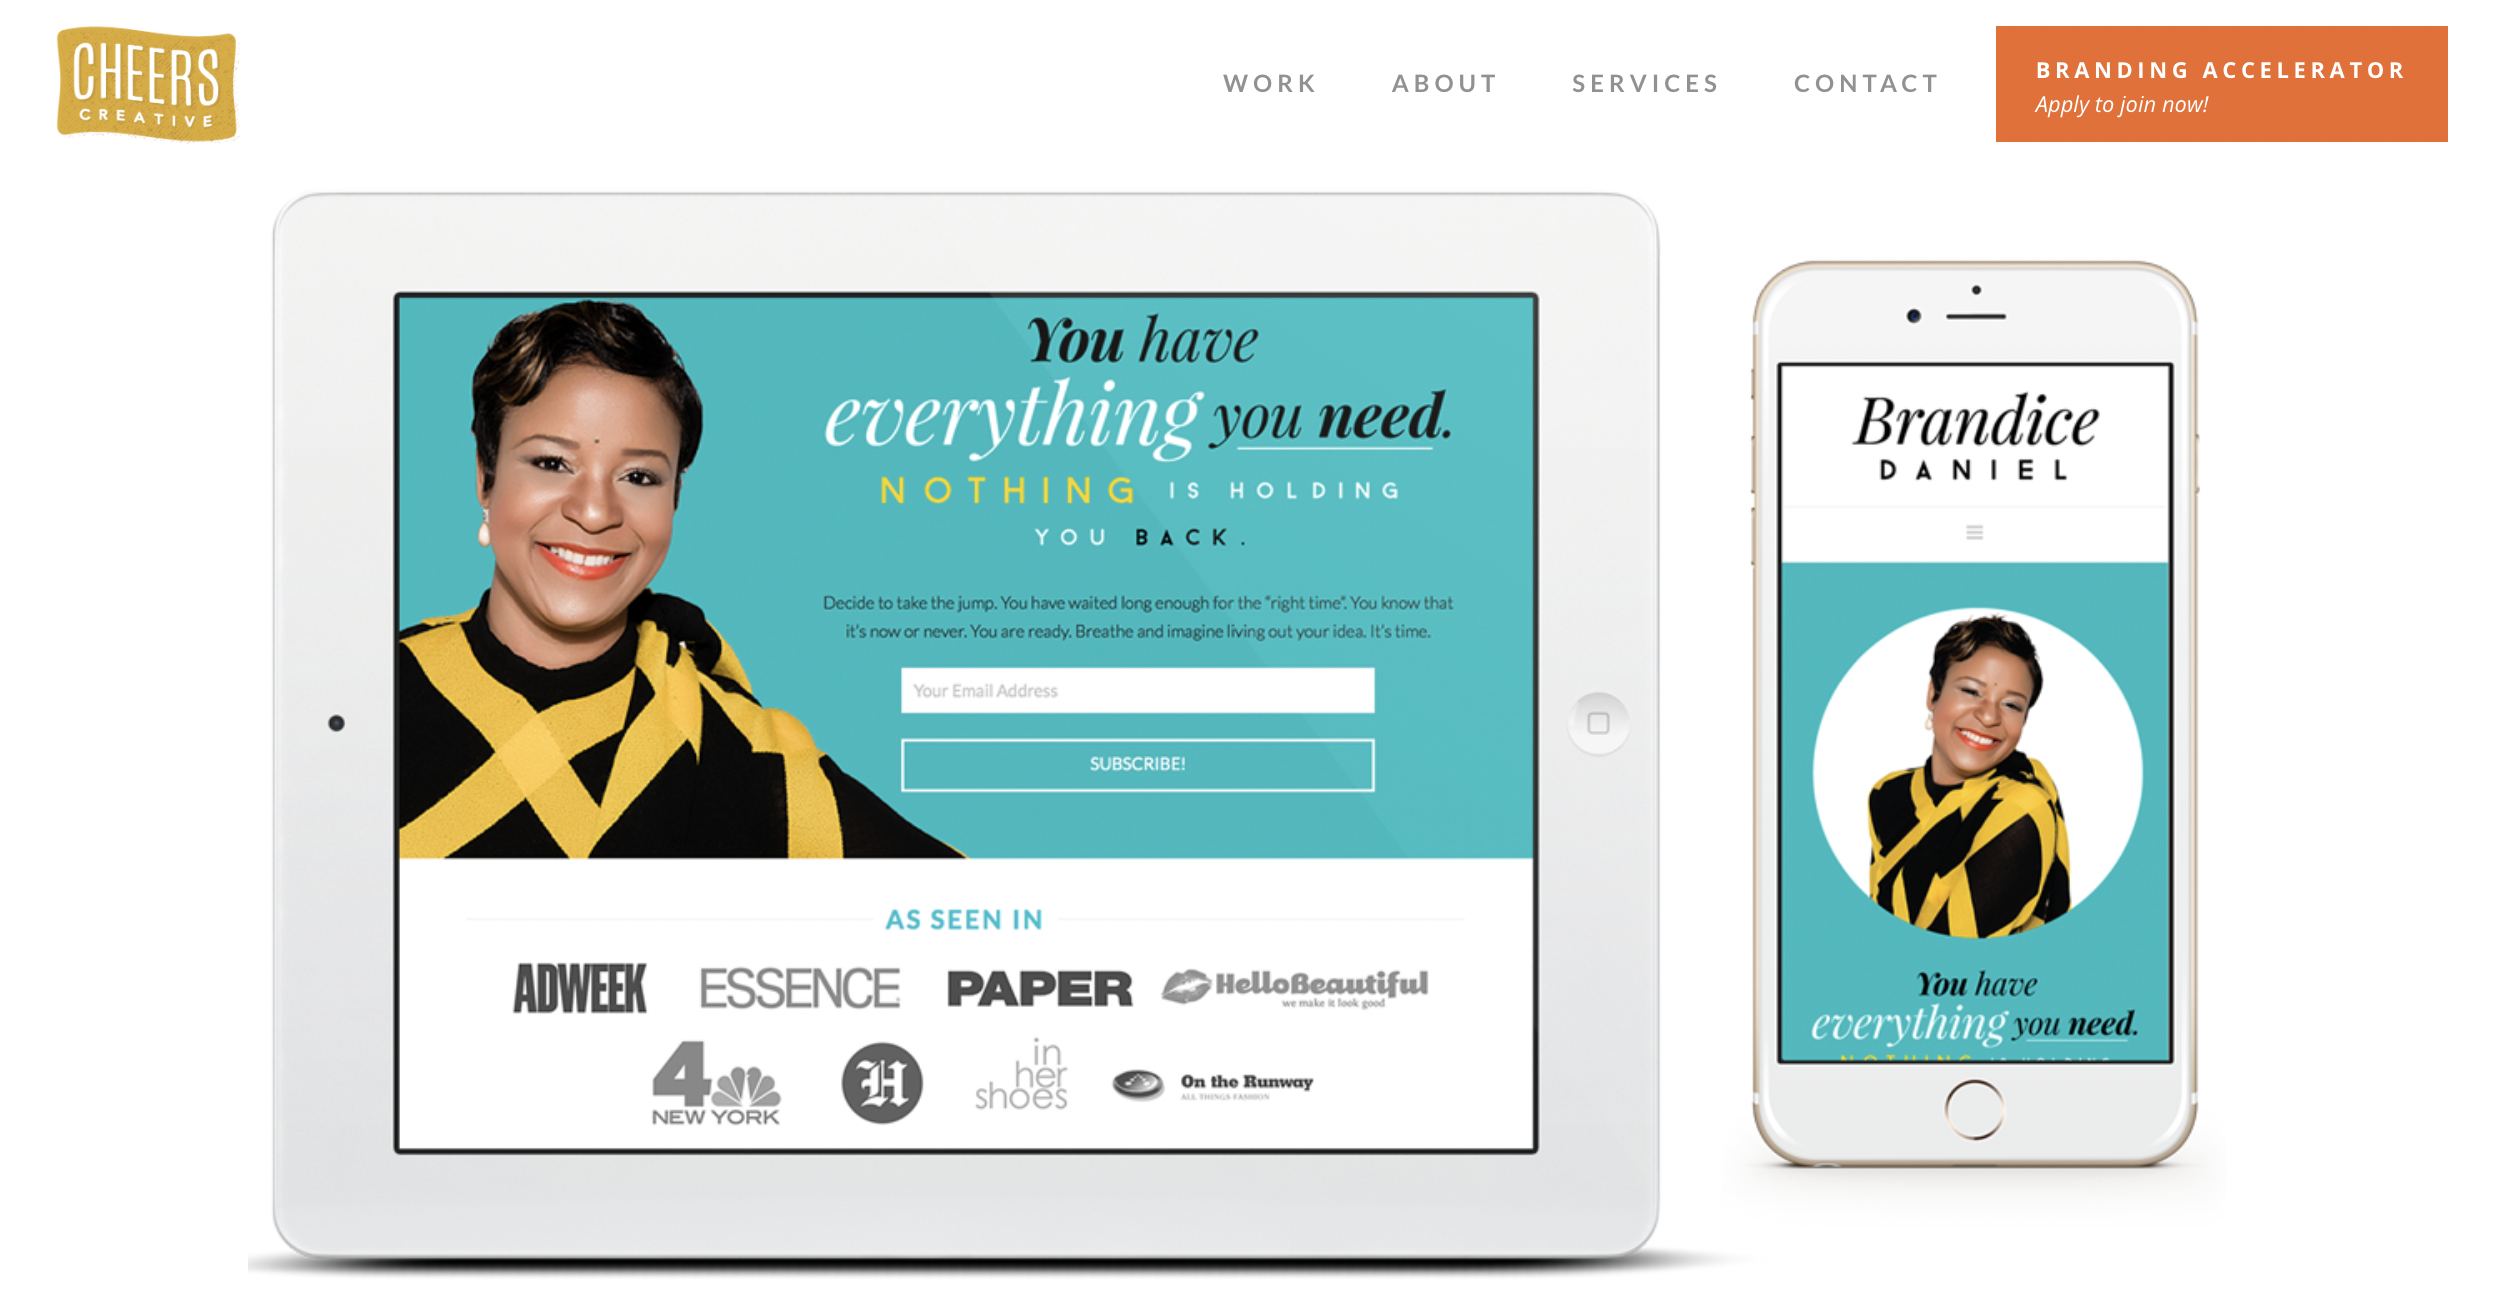 CHEERS
CREATIVE
WORK
ABOUT
SERVICES
CONTACT
BRANDING ACCELERATOR
Apply to join now!
You have
everything you need.
NOTHING IS HOLDING
YOU BACK.
Decide to take the jump. You have waited long enough for the “right time”. You know that
it’s now or never. You are ready. Breathe and imagine living out your idea. It’s time.
Your Email Address
SUBSCRIBE!
AS SEEN IN
ADWEEK
ESSENCE
PAPER
HelloBeautiful
we make it look good
4
NEW YORK
H
in
her
shoes
On the Runway
ALL THINGS FASHION
Brandice
DANIEL
You have
everything you need.
NOTHING IS HOLDING